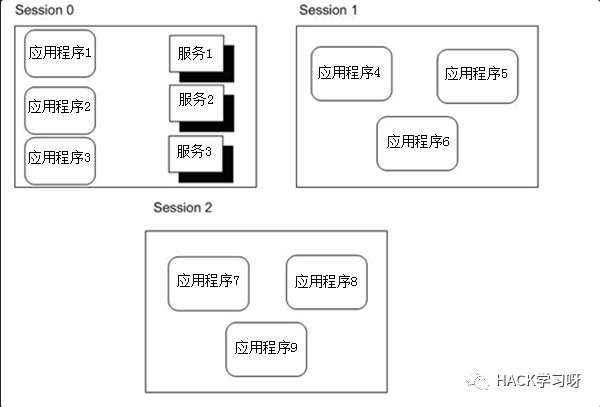 Session 0
应用程序1
服务1
应用程序2
服务2
应用程序3
服务3
Session 1
应用程序4
应用程序5
应用程序6
Session 2
应用程序7
应用程序8
应用程序9
HACK学习呀